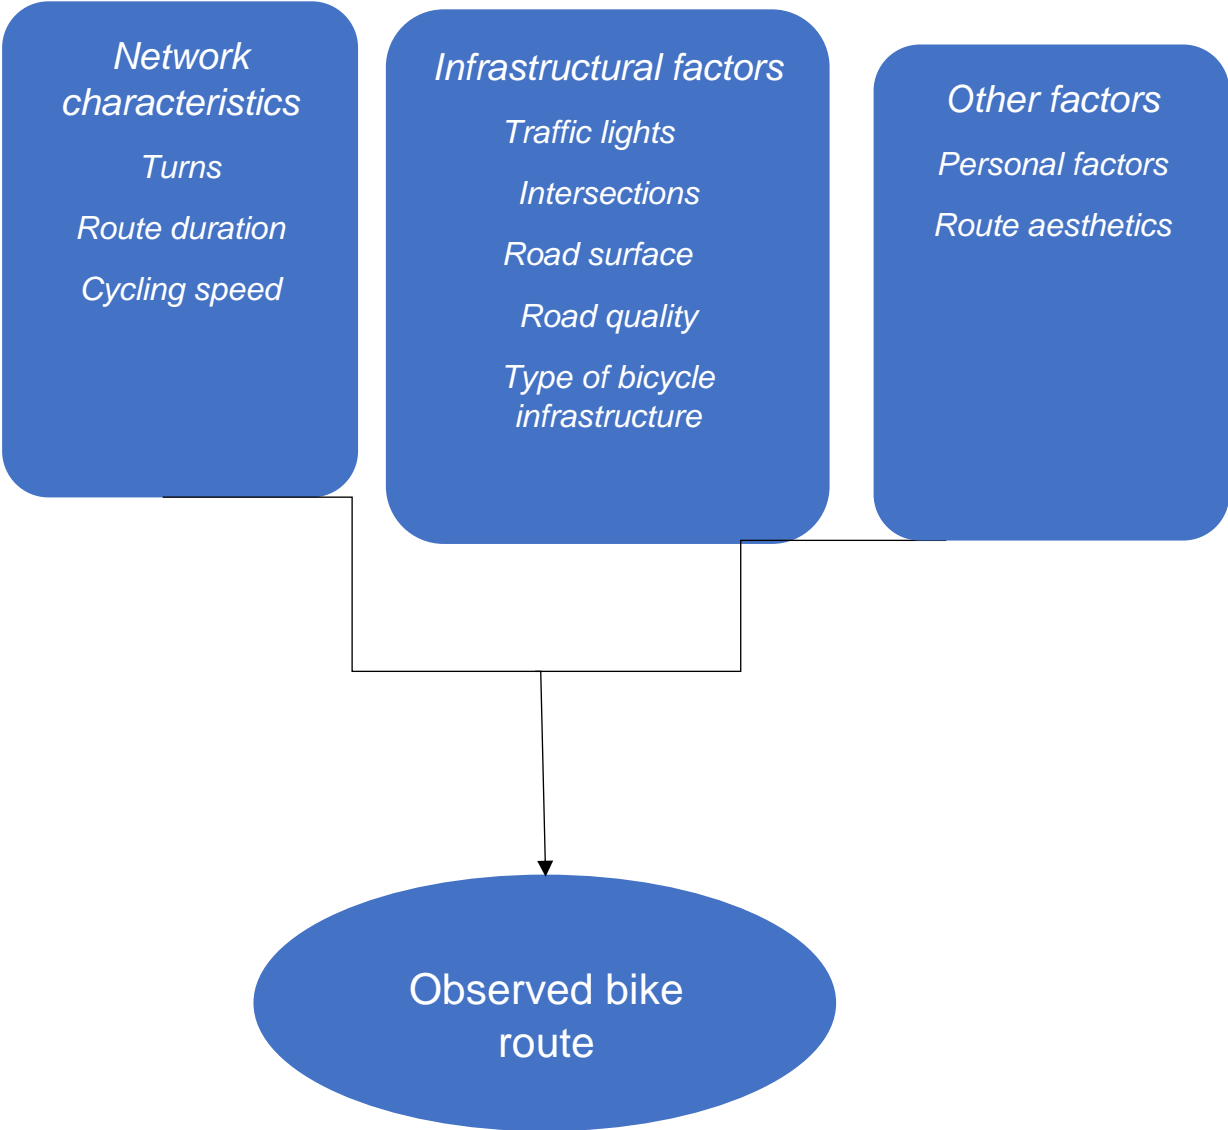 Network
characteristics
Turns
Route duration
Cycling speed
Infrastructural factors
Traffic lights
Intersections
Road surface
Road quality
Type of bicycle
infrastructure
Other factors
Personal factors
Route aesthetics
Observed bike
route